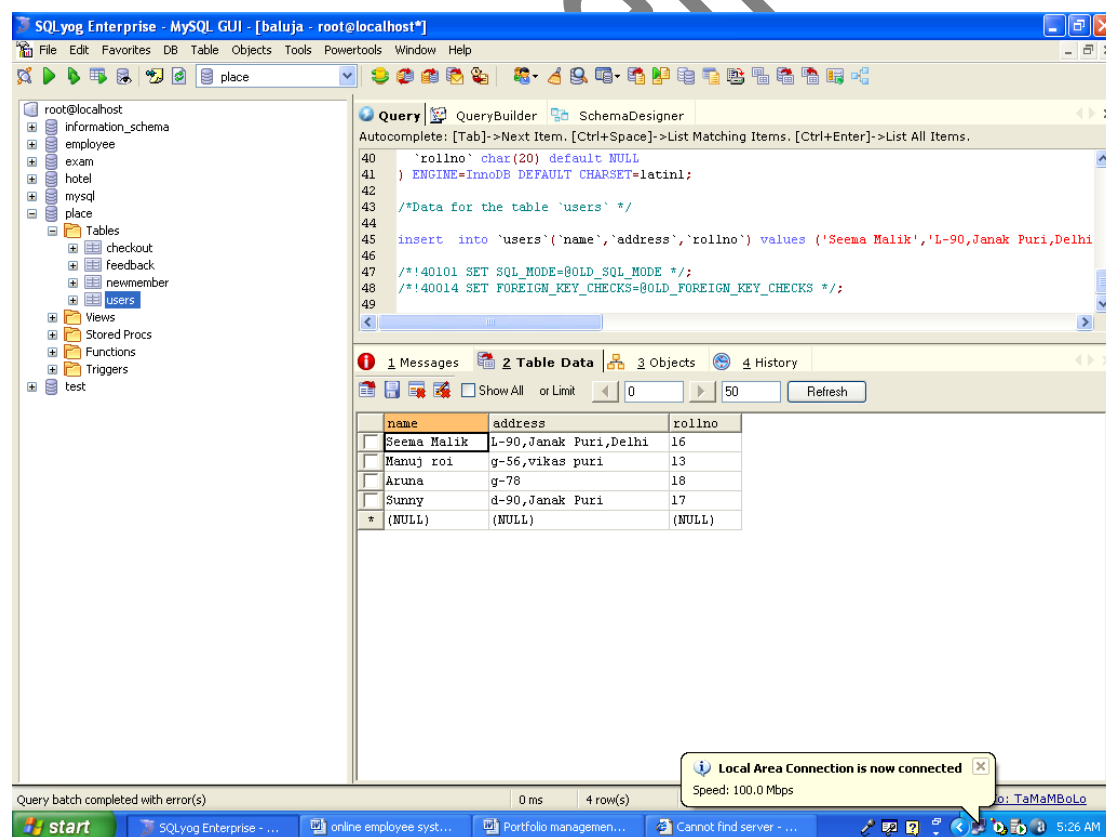 SQLyog Enterprise - MySQL GUI - [baluja - root@localhost*]
File Edit Favorites DB Table Objects Tools Powertools Window Help
place
root@localhost
information_schema
employee
exam
hotel
mysql
place
Tables
checkout
feedback
newmember
users
Views
Stored Procs
Functions
Triggers
test
Query QueryBuilder SchemaDesigner
Autocomplete: [Tab]->Next Item. [Ctrl+Space]->List Matching Items. [Ctrl+Enter]->List All Items.
40 `rollno` char(20) default NULL
41 ) ENGINE=InnoDB DEFAULT CHARSET=latin1;
42
43 /*Data for the table `users` */
44
45 insert into `users`(`name`,`address`,`rollno`) values ('Seema Malik','L-90,Janak Puri,Delhi
46
47 /*!40101 SET SQL_MODE=@OLD_SQL_MODE */;
48 /*!40014 SET FOREIGN_KEY_CHECKS=@OLD_FOREIGN_KEY_CHECKS */;
49
1 Messages 2 Table Data 3 Objects 4 History
Show All or Limit 0 50 Refresh
name address rollno
Seema Malik L-90,Janak Puri,Delhi 16
Manuj roi g-56,vikas puri 13
Aruna g-78 18
Sunny d-90,Janak Puri 17
* (NULL) (NULL) (NULL)
Local Area Connection is now connected
Speed: 100.0 Mbps
Query batch completed with error(s) 0 ms 4 row(s) o: TaMaMBoLo
start SQLyog Enterprise - ... online employee syst... Portfolio managemen... Cannot find server - ... 5:26 AM